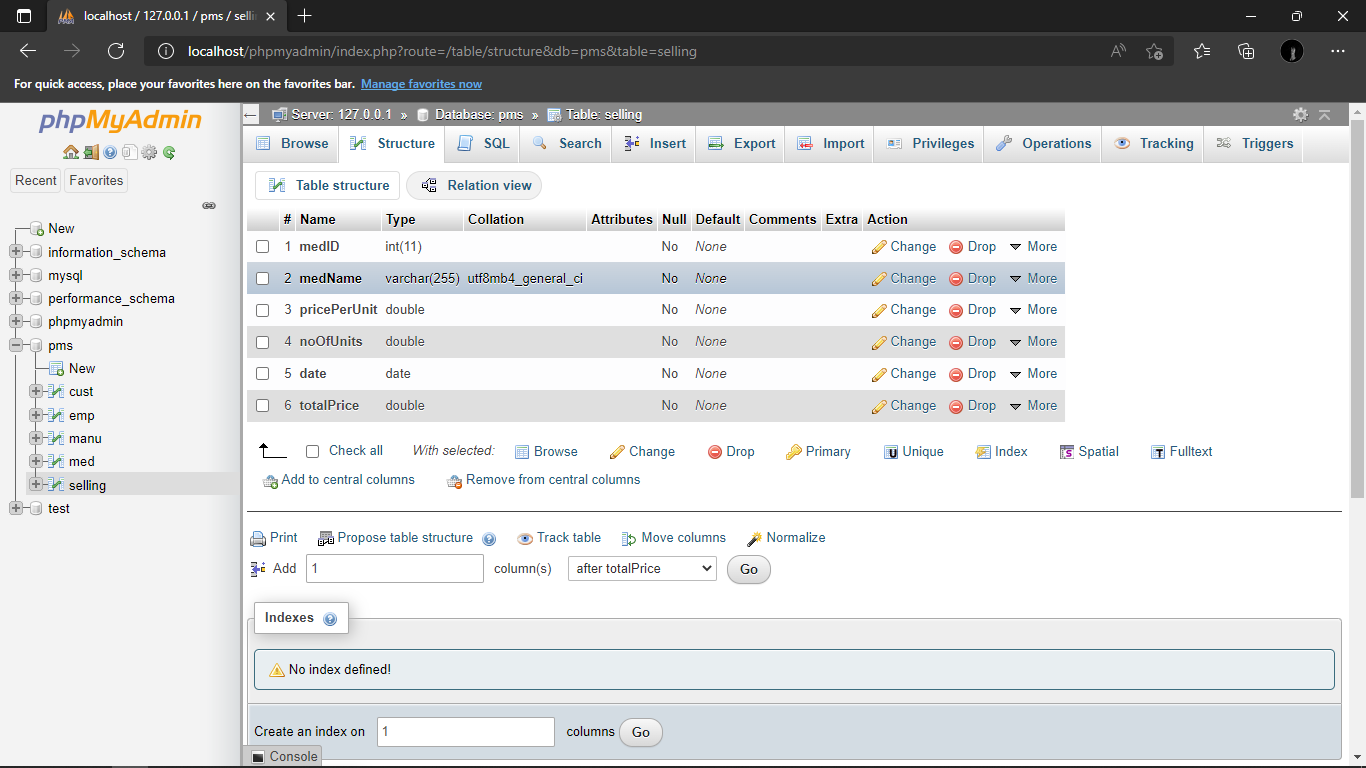 localhost / 127.0.0.1 / pms / selli
localhost/phpmyadmin/index.php?route=/table/structure&db=pms&table=selling
For quick access, place your favorites here on the favorites bar. Manage favorites now
phpMyAdmin
Recent Favorites
New
information_schema
mysql
performance_schema
phpmyadmin
pms
New
cust
emp
manu
med
selling
test
Server: 127.0.0.1 » Database: pms » Table: selling
Browse Structure SQL Search Insert Export Import Privileges Operations Tracking Triggers
Table structure Relation view
# Name Type Collation Attributes Null Default Comments Extra Action
1 medID int(11) No None Change Drop More
2 medName varchar(255) utf8mb4_general_ci No None Change Drop More
3 pricePerUnit double No None Change Drop More
4 noOfUnits double No None Change Drop More
5 date date No None Change Drop More
6 totalPrice double No None Change Drop More
Check all With selected: Browse Change Drop Primary Unique Index Spatial Fulltext
Add to central columns Remove from central columns
Print Propose table structure Track table Move columns Normalize
Add 1 column(s) after totalPrice Go
Indexes
No index defined!
Create an index on 1 columns Go
Console